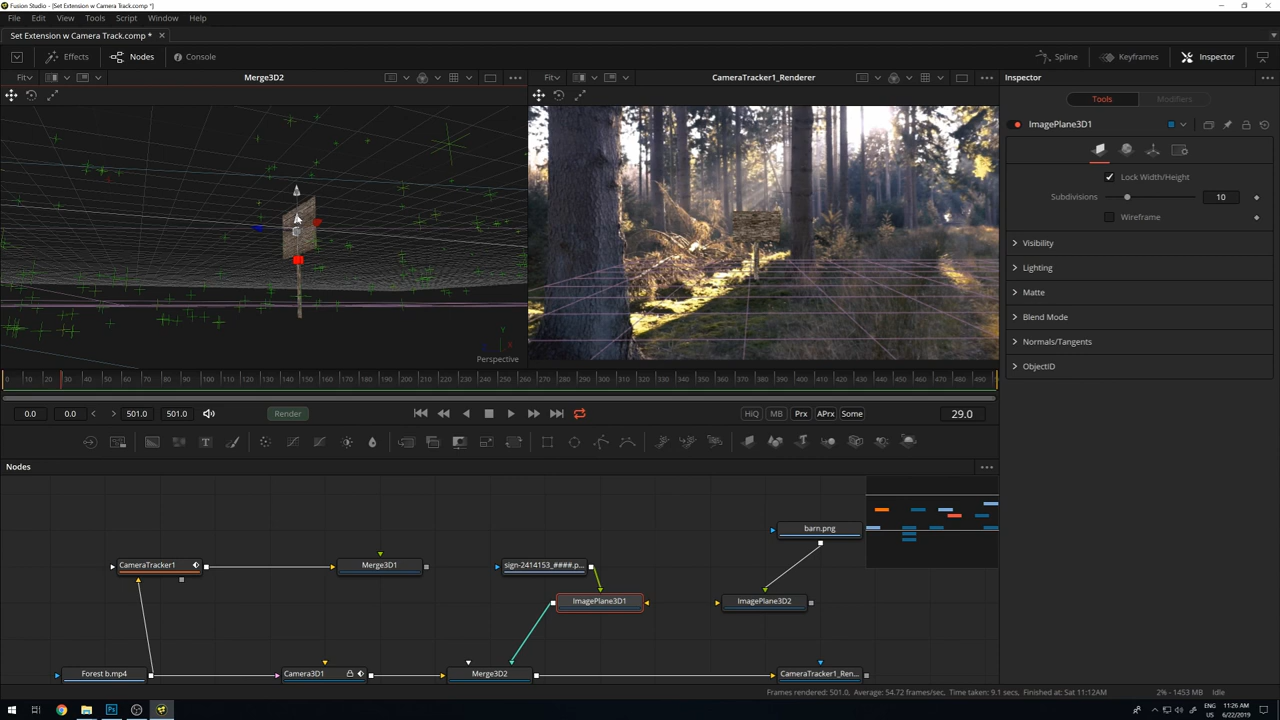 Fusion Studio - [Set Extension w Camera Track.comp *]
File Edit View Tools Script Window Help
Set Extension w Camera Track.comp *
Effects Nodes Console Spline Keyframes Inspector
Fit Merge3D2 Fit CameraTracker1_Renderer Inspector
Tools Modifiers
ImagePlane3D1
Lock Width/Height
Subdivisions 10
Wireframe
Visibility
Lighting
Matte
Blend Mode
Normals/Tangents
ObjectID
Perspective
0 10 20 30 40 50 60 70 80 90 100 110 120 130 140 150 160 170 180 190 200 210 220 230 240 250 260 270 280 290 300 310 320 330 340 350 360 370 380 390 400 410 420 430 440 450 460 470 480 490
0.0 0.0 501.0 501.0 Render HiQ MB Prx APrx Some 29.0
Nodes
barn.png
CameraTracker1 Merge3D1 sign-2414153_####.p...
ImagePlane3D1 ImagePlane3D2
Forest b.mp4 Camera3D1 Merge3D2 CameraTracker1_Ren...
Frames rendered: 501.0, Average: 54.72 frames/sec, Time taken: 9.1 secs, Finished at: Sat 11:12AM 2% - 1453 MB Idle
ENG 11:26 AM
US 6/22/2019